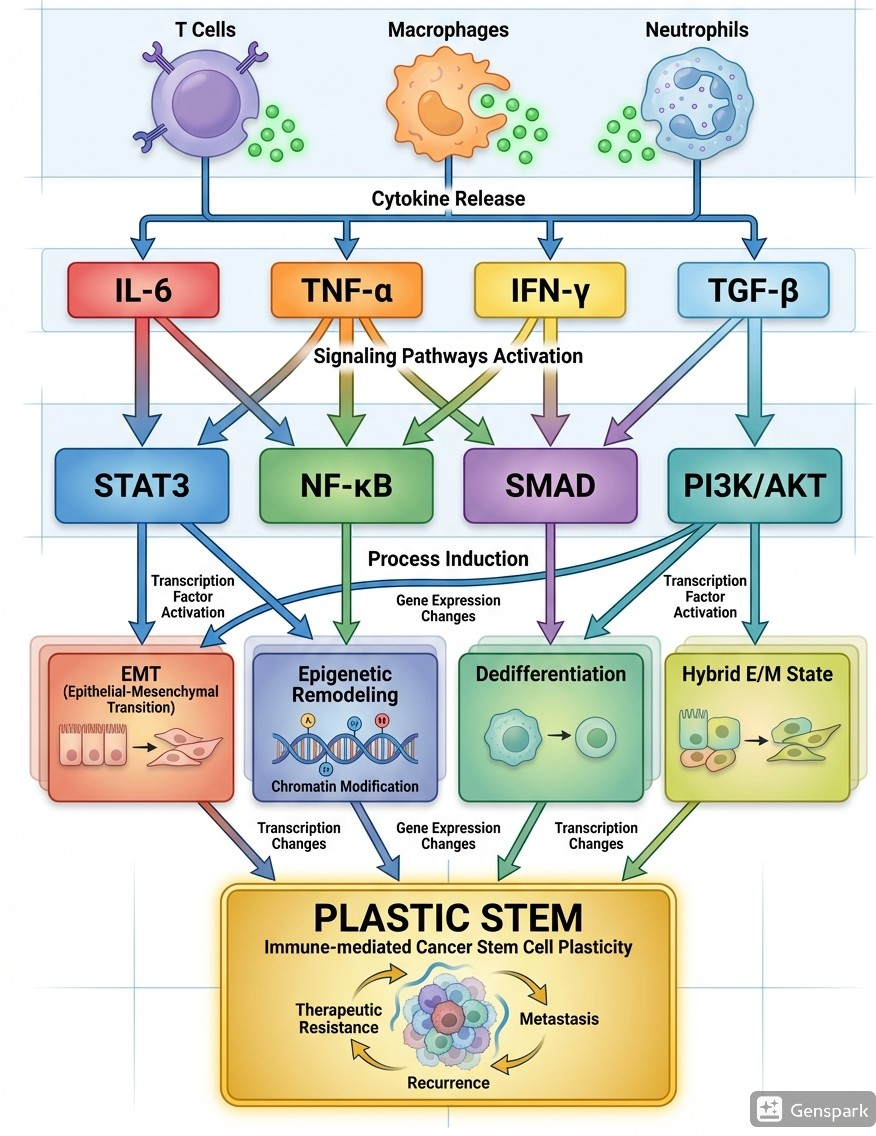 T Cells
Macrophages
Neutrophils
Cytokine Release
IL-6
TNF-α
IFN-γ
TGF-β
Signaling Pathways Activation
STAT3
NF-κB
SMAD
PI3K/AKT
Process Induction
Transcription
Factor
Activation
Gene Expression
Changes
Transcription
Factor
Activation
EMT
(Epithelial-Mesenchymal
Transition)
Epigenetic
Remodeling
Chromatin Modification
Dedifferentiation
Hybrid E/M State
Transcription
Changes
Gene Expression
Changes
Transcription
Changes
PLASTIC STEM
Immune-mediated Cancer Stem Cell Plasticity
Therapeutic
Resistance
Metastasis
Recurrence
Genspark